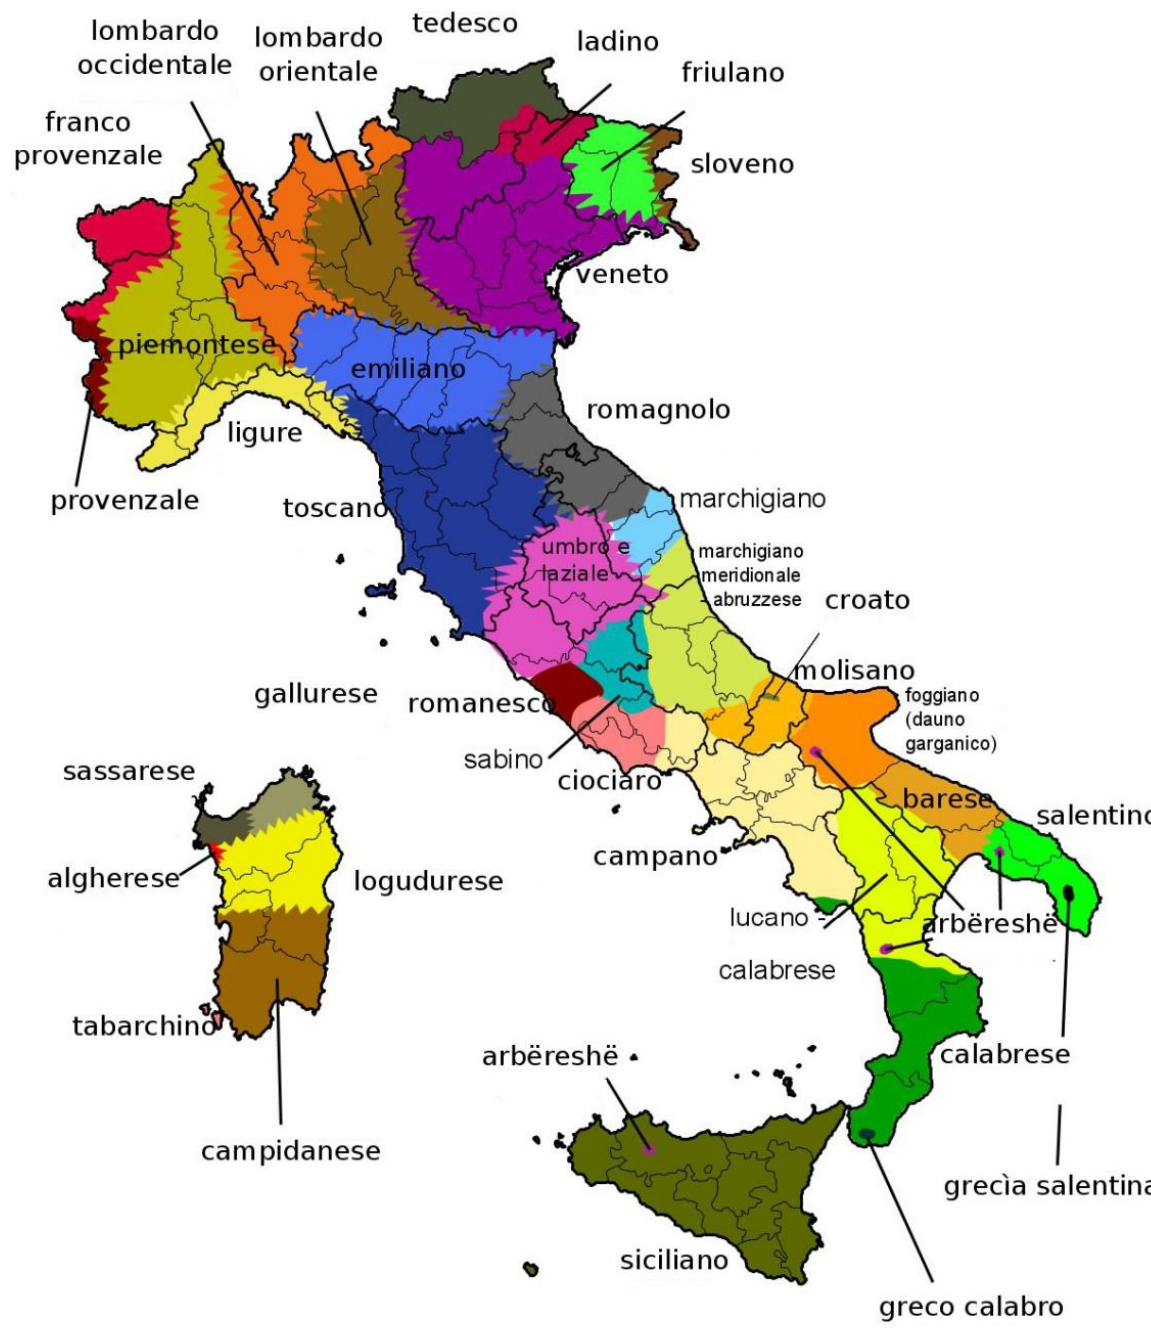 tedesco
lombardo
occidentale
lombardo
orientale
ladino
friulano
franco
provenzale
sloveno
veneto
piemontese
emiliano
romagnolo
ligure
provenzale
toscano
marchigiano
umbro e
laziale
marchigiano
meridionale
- abruzzese
croato
molisano
gallurese
romanesco
foggiano
(dauno
garganico)
sabino
ciociaro
sassarese
barese
salentino
campano
algherese
logudurese
lucano -
arbëreshë
calabrese
tabarchino
arbëreshë
calabrese
campidanese
grecìa salentina
siciliano
greco calabro